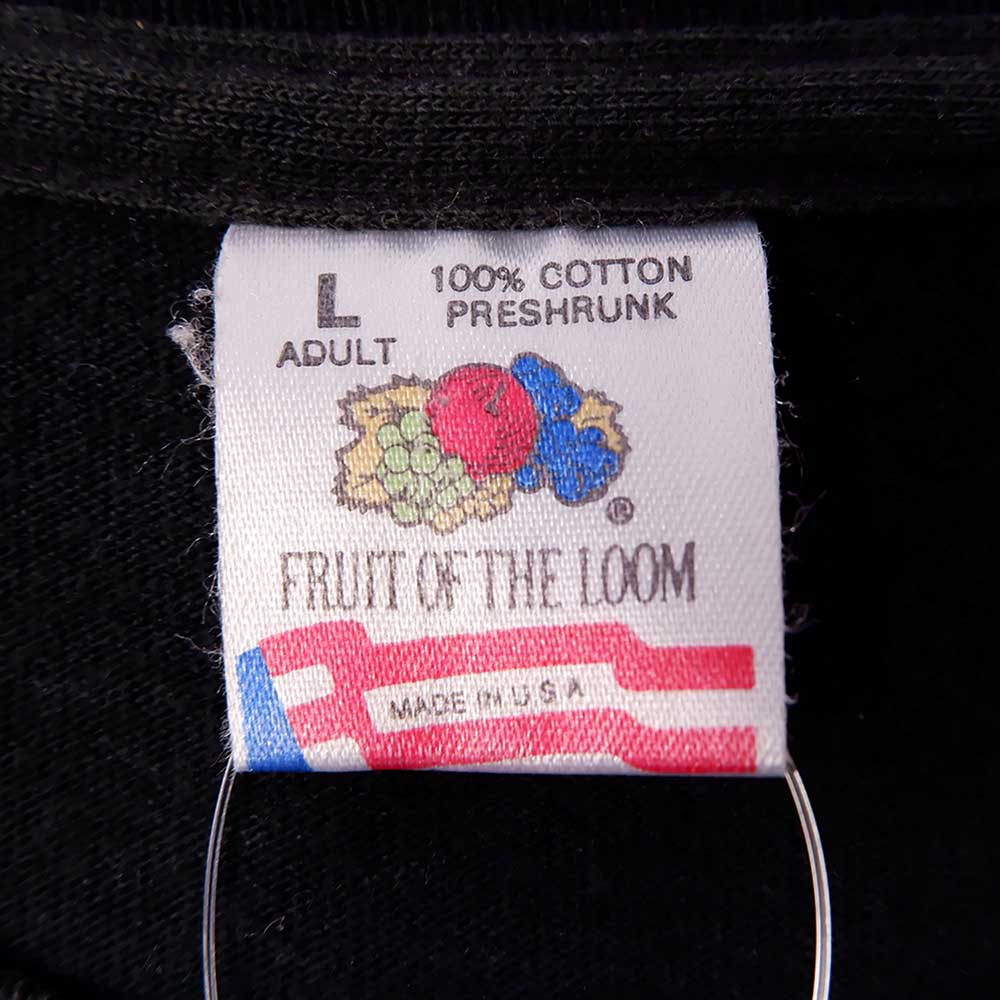 L
ADULT
100% COTTON
PRESHRUNK
®
FRUIT OF THE LOOM
MADE IN U S A